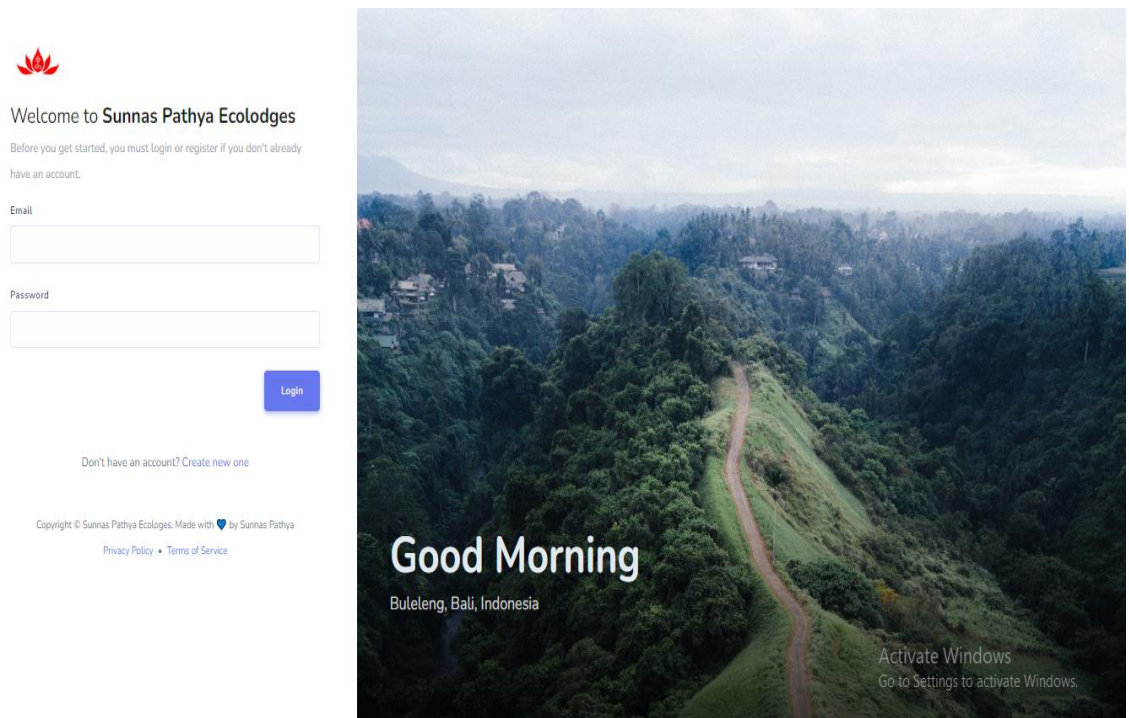 Welcome to Sunnas Pathya Ecolodges
Before you get started, you must login or register if you don't already
have an account.
Email
Password
Login
Don't have an account? Create new one
Copyright © Sunnas Pathya Ecologes. Made with 💙 by Sunnas Pathya
Privacy Policy • Terms of Service
Good Morning
Buleleng, Bali, Indonesia
Activate Windows
Go to Settings to activate Windows.